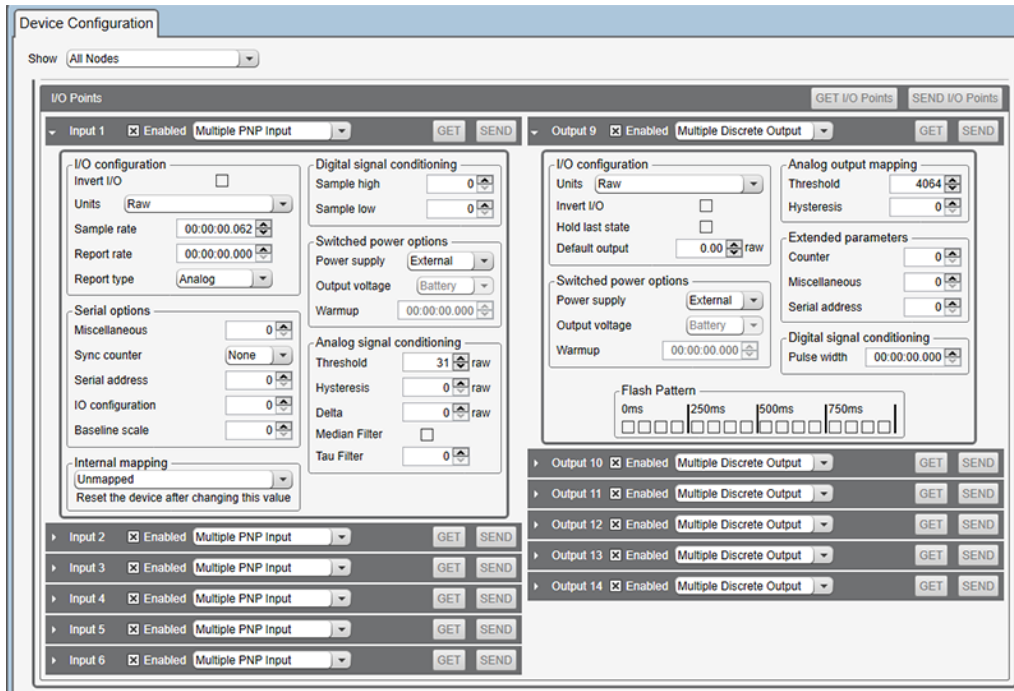 Device Configuration
Show All Nodes
I/O Points GET I/O Points SEND I/O Points
Input 1 Enabled Multiple PNP Input GET SEND
I/O configuration
Invert I/O
Units Raw
Sample rate 00:00:00.062
Report rate 00:00:00.000
Report type Analog
Serial options
Miscellaneous 0
Sync counter None
Serial address 0
IO configuration 0
Baseline scale 0
Internal mapping
Unmapped
Reset the device after changing this value
Digital signal conditioning
Sample high 0
Sample low 0
Switched power options
Power supply External
Output voltage Battery
Warmup 00:00:00.000
Analog signal conditioning
Threshold 31 raw
Hysteresis 0 raw
Delta 0 raw
Median Filter
Tau Filter 0
Input 2 Enabled Multiple PNP Input GET SEND
Input 3 Enabled Multiple PNP Input GET SEND
Input 4 Enabled Multiple PNP Input GET SEND
Input 5 Enabled Multiple PNP Input GET SEND
Input 6 Enabled Multiple PNP Input GET SEND
Output 9 Enabled Multiple Discrete Output GET SEND
I/O configuration
Units Raw
Invert I/O
Hold last state
Default output 0.00 raw
Switched power options
Power supply External
Output voltage Battery
Warmup 00:00:00.000
Analog output mapping
Threshold 4064
Hysteresis 0
Extended parameters
Counter 0
Miscellaneous 0
Serial address 0
Digital signal conditioning
Pulse width 00:00:00.000
Flash Pattern
0ms 250ms 500ms 750ms
Output 10 Enabled Multiple Discrete Output GET SEND
Output 11 Enabled Multiple Discrete Output GET SEND
Output 12 Enabled Multiple Discrete Output GET SEND
Output 13 Enabled Multiple Discrete Output GET SEND
Output 14 Enabled Multiple Discrete Output GET SEND